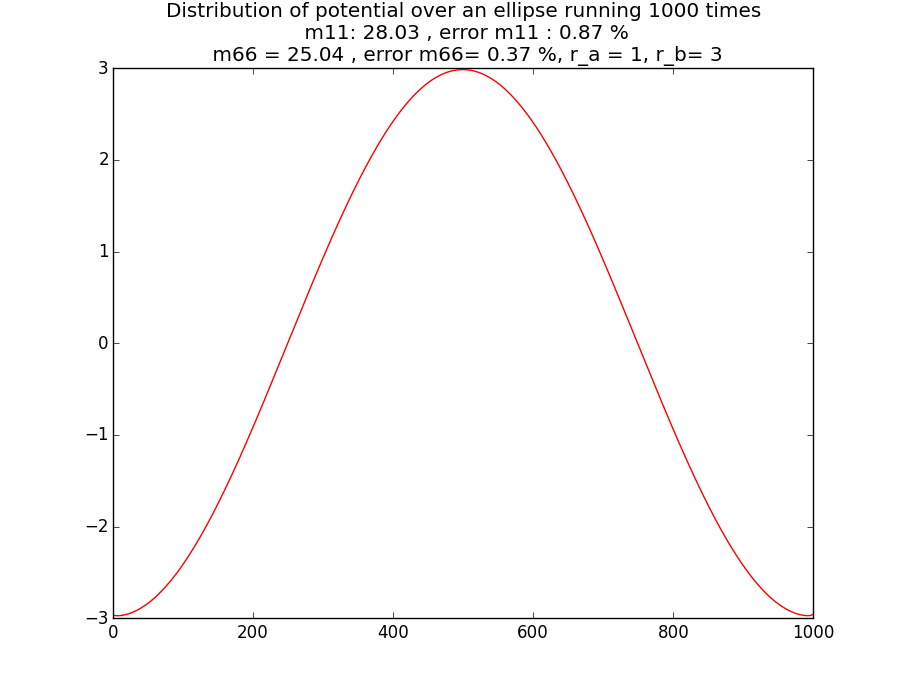 Distribution of potential over an ellipse running 1000 times
m11: 28.03 , error m11 : 0.87 %
m66 = 25.04 , error m66= 0.37 %, r_a = 1, r_b= 3
3
2
1
0
−1
−2
−3
0 200 400 600 800 1000